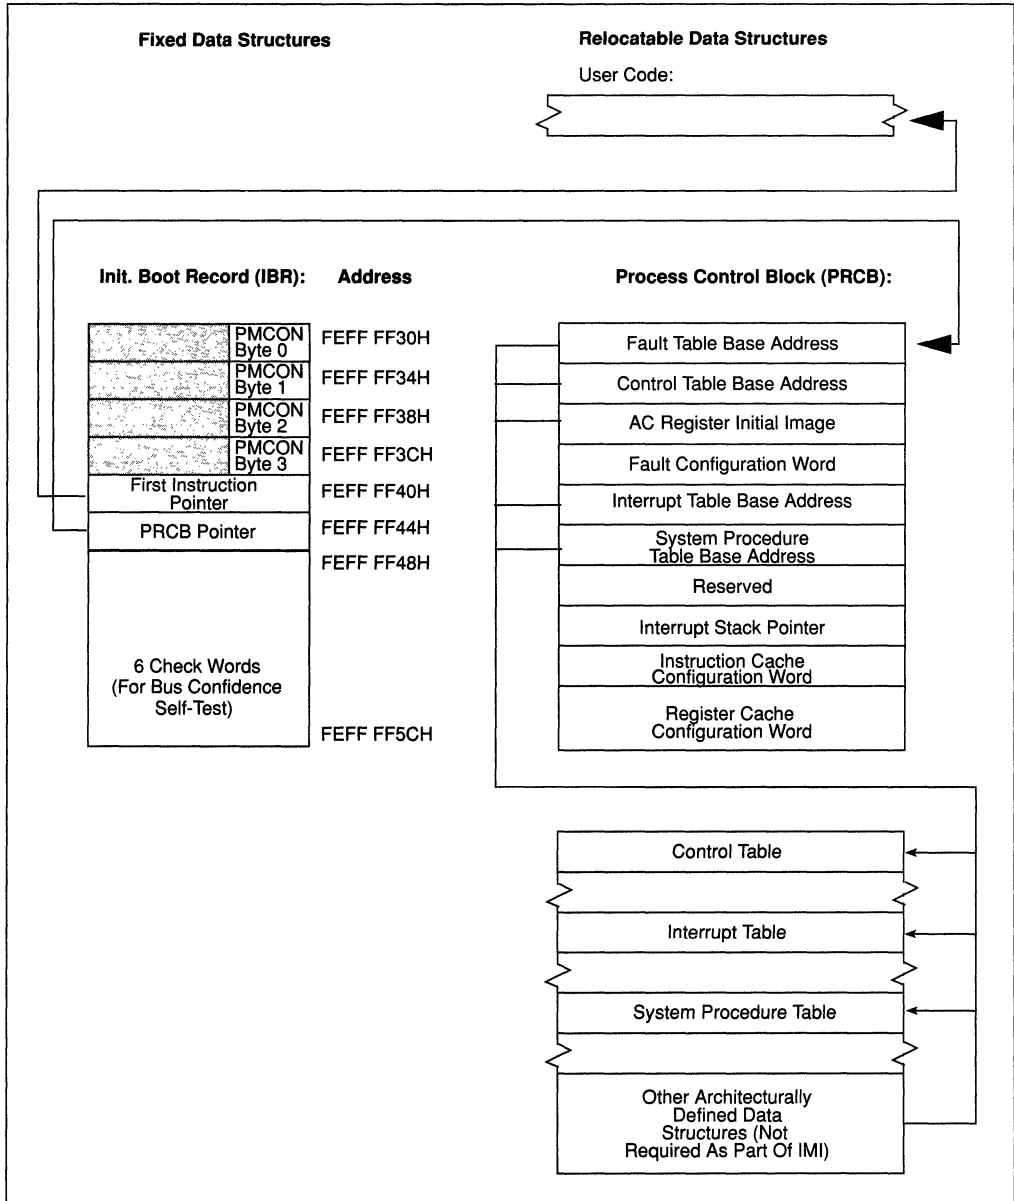 Fixed Data Structures
Relocatable Data Structures
User Code:
Init. Boot Record (IBR):
Address
PMCON
Byte 0
FEFF FF30H
PMCON
Byte 1
FEFF FF34H
PMCON
Byte 2
FEFF FF38H
PMCON
Byte 3
FEFF FF3CH
First Instruction
Pointer
FEFF FF40H
PRCB Pointer
FEFF FF44H
FEFF FF48H
6 Check Words
(For Bus Confidence
Self-Test)
FEFF FF5CH
Process Control Block (PRCB):
Fault Table Base Address
Control Table Base Address
AC Register Initial Image
Fault Configuration Word
Interrupt Table Base Address
System Procedure
Table Base Address
Reserved
Interrupt Stack Pointer
Instruction Cache
Configuration Word
Register Cache
Configuration Word
Control Table
Interrupt Table
System Procedure Table
Other Architecturally
Defined Data
Structures (Not
Required As Part Of IMI)